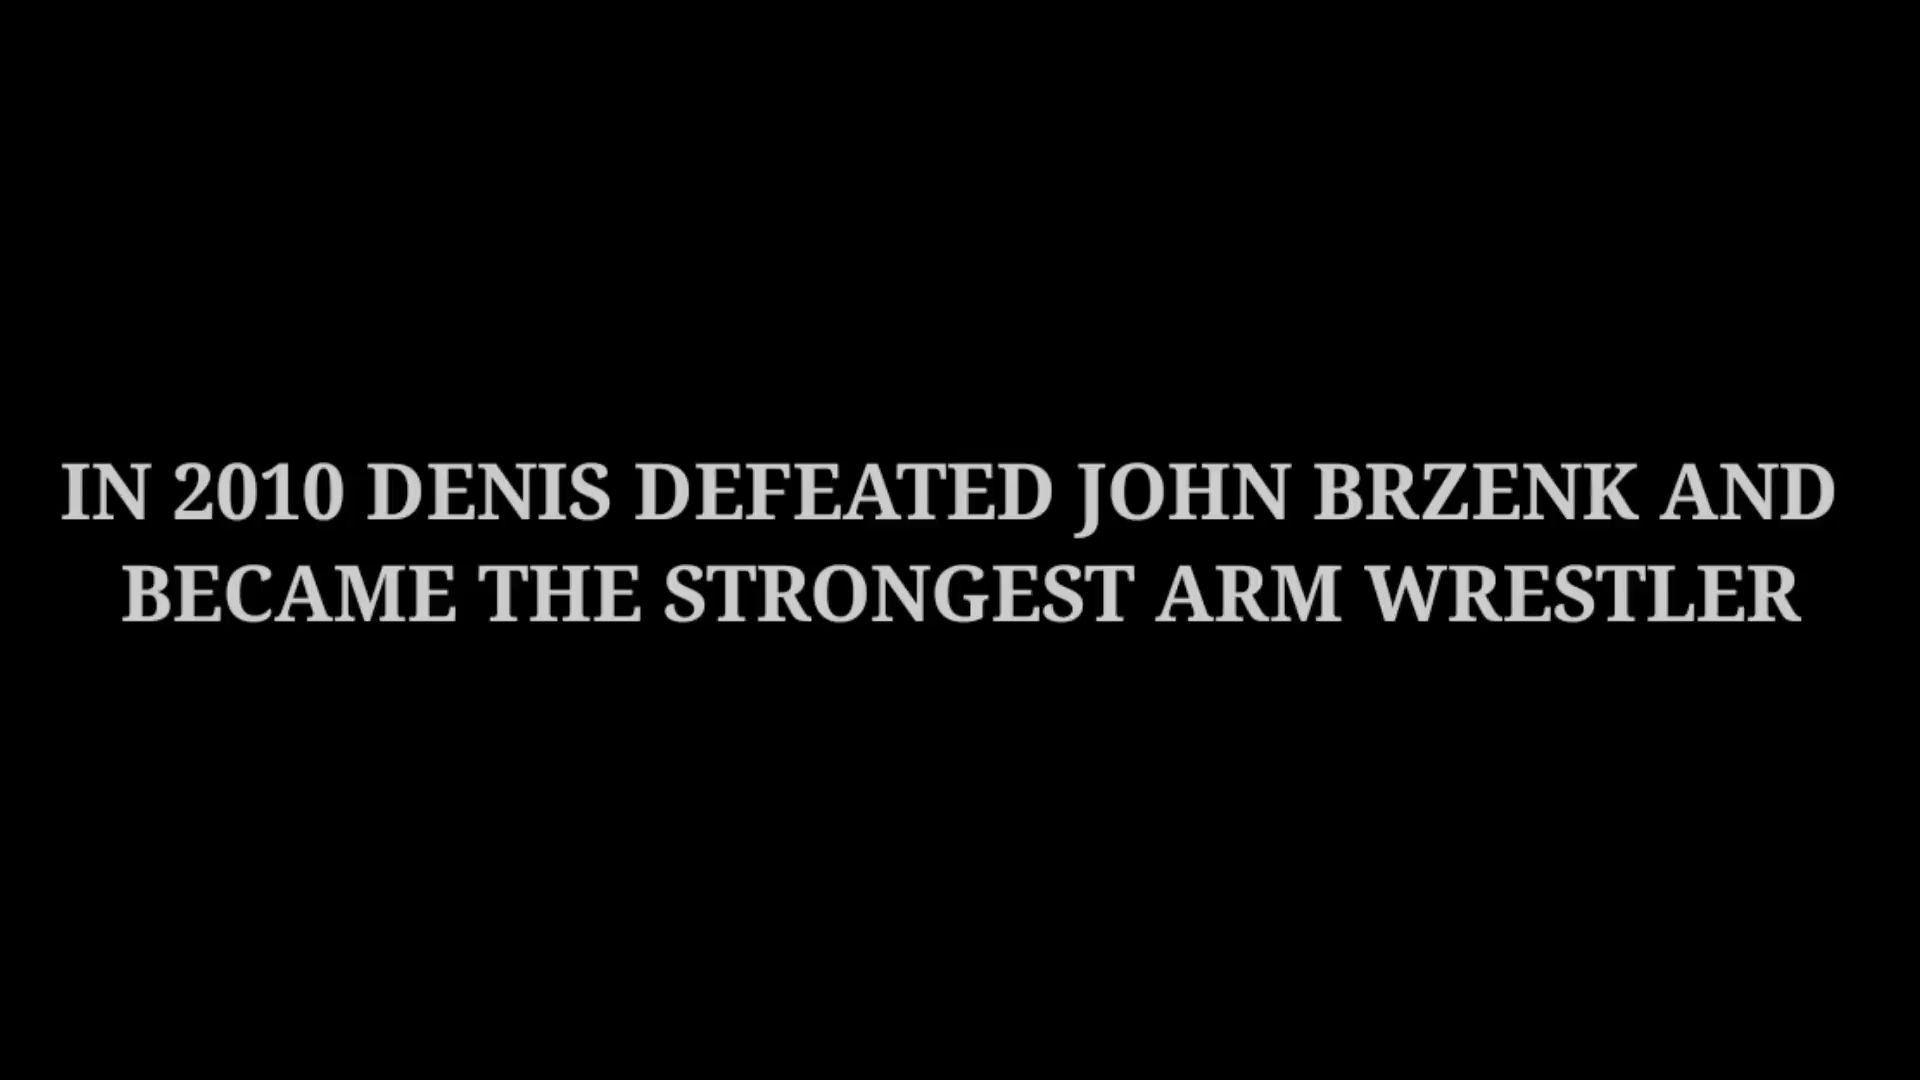 IN 2010 DENIS DEFEATED JOHN BRZENK AND
BECAME THE STRONGEST ARM WRESTLER